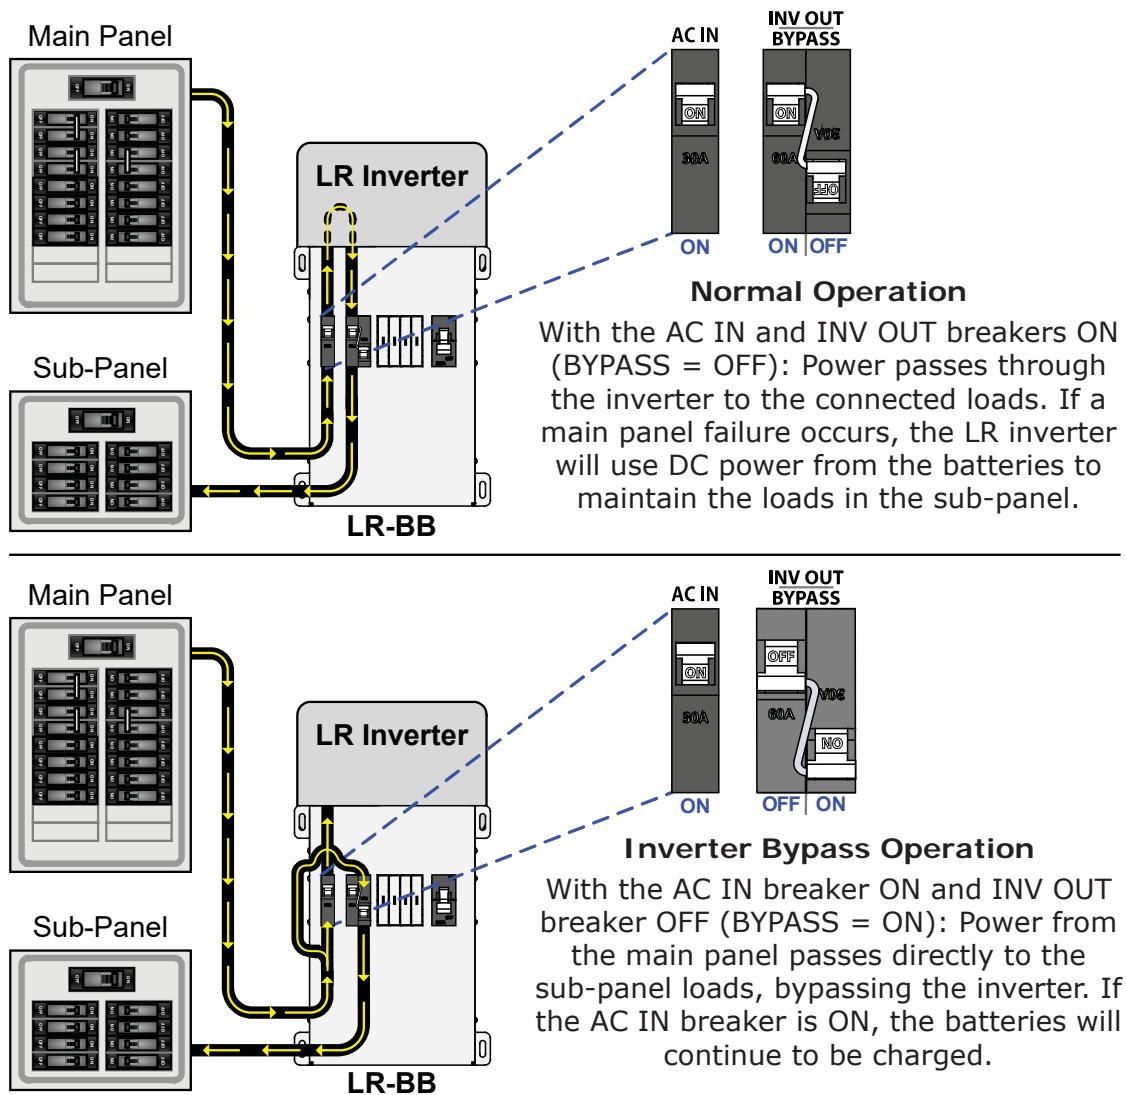 Main Panel
LR Inverter
Sub-Panel
LR-BB
AC IN
INV OUT
BYPASS
ON
ON
OFF
30A
60A
30A
ON
ON OFF
Normal Operation
With the AC IN and INV OUT breakers ON
(BYPASS = OFF): Power passes through
the inverter to the connected loads. If a
main panel failure occurs, the LR inverter
will use DC power from the batteries to
maintain the loads in the sub-panel.
Main Panel
LR Inverter
Sub-Panel
LR-BB
AC IN
INV OUT
BYPASS
ON
OFF
ON
30A
60A
30A
ON
OFF ON
Inverter Bypass Operation
With the AC IN breaker ON and INV OUT
breaker OFF (BYPASS = ON): Power from
the main panel passes directly to the
sub-panel loads, bypassing the inverter. If
the AC IN breaker is ON, the batteries will
continue to be charged.